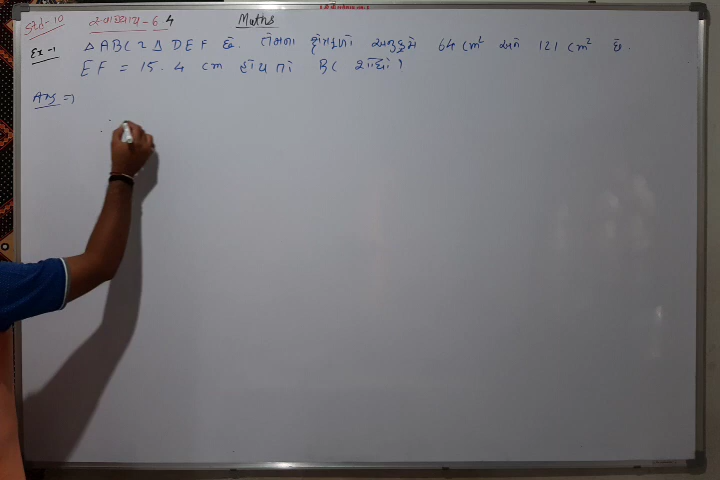 Std-10 સ્વાધ્યાય-6.4 Maths
Ex-1 △ABC ~ △DEF છે. તેમના ક્ષેત્રફળો અનુક્રમે 64 cm² અને 121 cm² છે.
EF = 15.4 cm હોય તો BC શોધો?
Ans ⇒